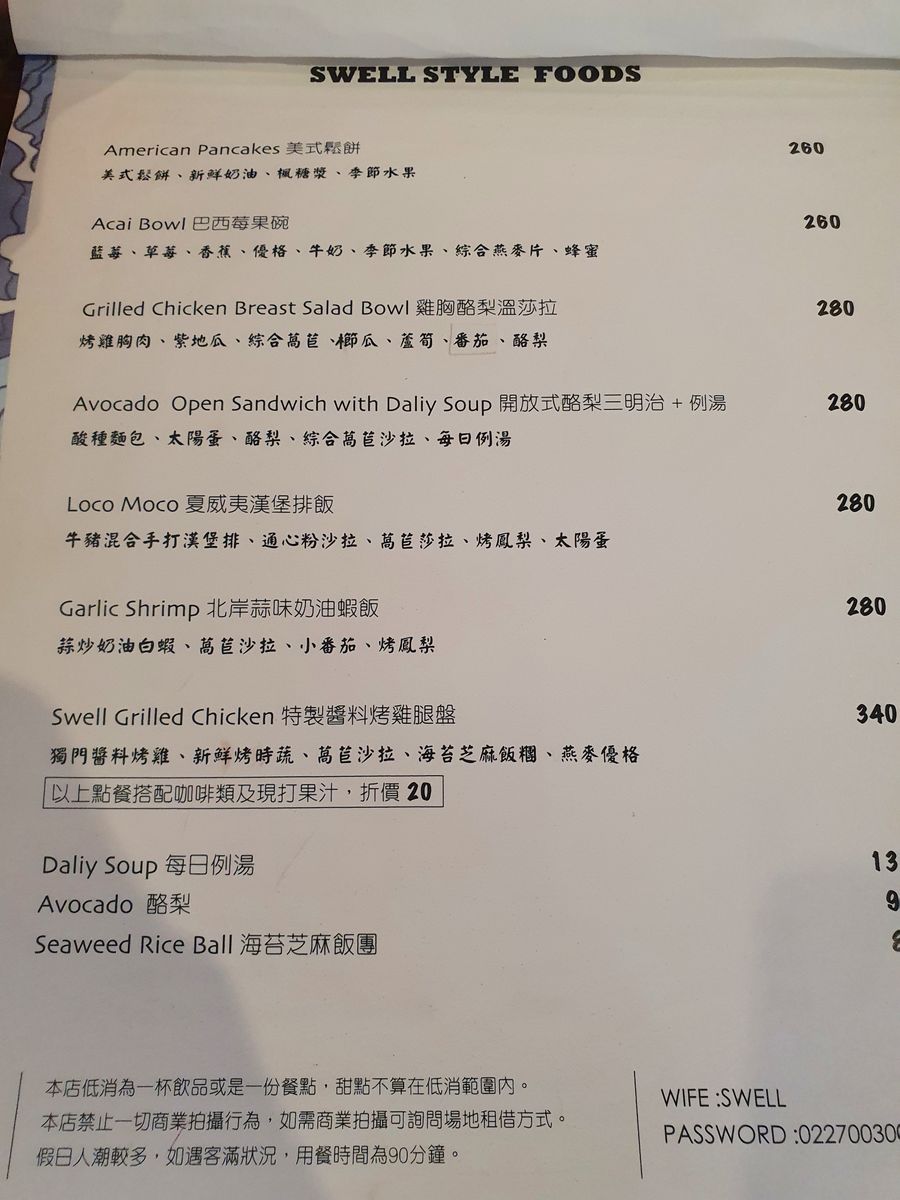 SWELL STYLE FOODS
American Pancakes 美式鬆餅 260
美式鬆餅、新鮮奶油、楓糖漿、季節水果
Acai Bowl 巴西莓果碗 260
藍莓、草莓、香蕉、優格、牛奶、季節水果、綜合燕麥片、蜂蜜
Grilled Chicken Breast Salad Bowl 雞胸酪梨溫莎拉 280
烤雞胸肉、紫地瓜、綜合萵苣、櫛瓜、蘆筍、番茄、酪梨
Avocado Open Sandwich with Daliy Soup 開放式酪梨三明治 + 例湯 280
酸種麵包、太陽蛋、酪梨、綜合萵苣沙拉、每日例湯
Loco Moco 夏威夷漢堡排飯 280
牛豬混合手打漢堡排、通心粉沙拉、萵苣莎拉、烤鳳梨、太陽蛋
Garlic Shrimp 北岸蒜味奶油蝦飯 280
蒜炒奶油白蝦、萵苣沙拉、小番茄、烤鳳梨
Swell Grilled Chicken 特製醬料烤雞腿盤 340
獨門醬料烤雞、新鮮烤時蔬、萵苣沙拉、海苔芝麻飯糰、燕麥優格
以上點餐搭配咖啡類及現打果汁，折價 20
Daliy Soup 每日例湯 13
Avocado 酪梨 9
Seaweed Rice Ball 海苔芝麻飯團
本店低消為一杯飲品或是一份餐點，甜點不算在低消範圍內。
本店禁止一切商業拍攝行為，如需商業拍攝可詢問場地租借方式。
假日人潮較多，如遇客滿狀況，用餐時間為90分鐘。
WIFE :SWELL
PASSWORD :02270030